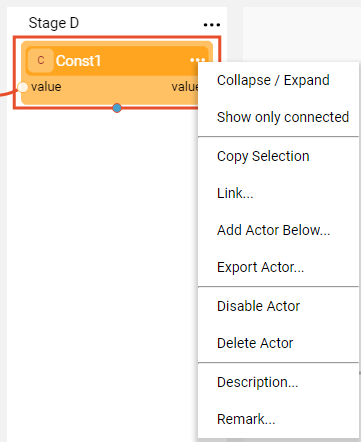 Stage D ...
C Const1 ...
value value
Collapse / Expand
Show only connected
Copy Selection
Link...
Add Actor Below...
Export Actor...
Disable Actor
Delete Actor
Description...
Remark...